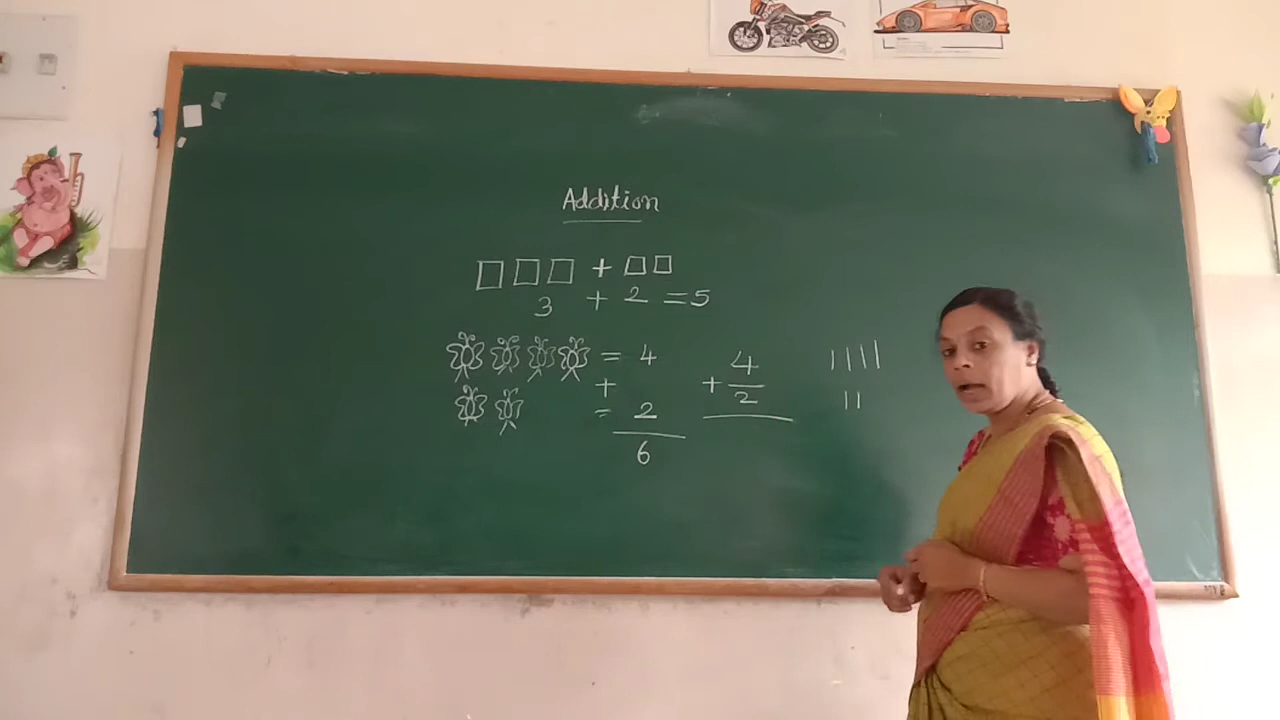 Addition
□□□ + □□
3 + 2 = 5
= 4
+
= 2
6
4
+ 2
|||| 
||